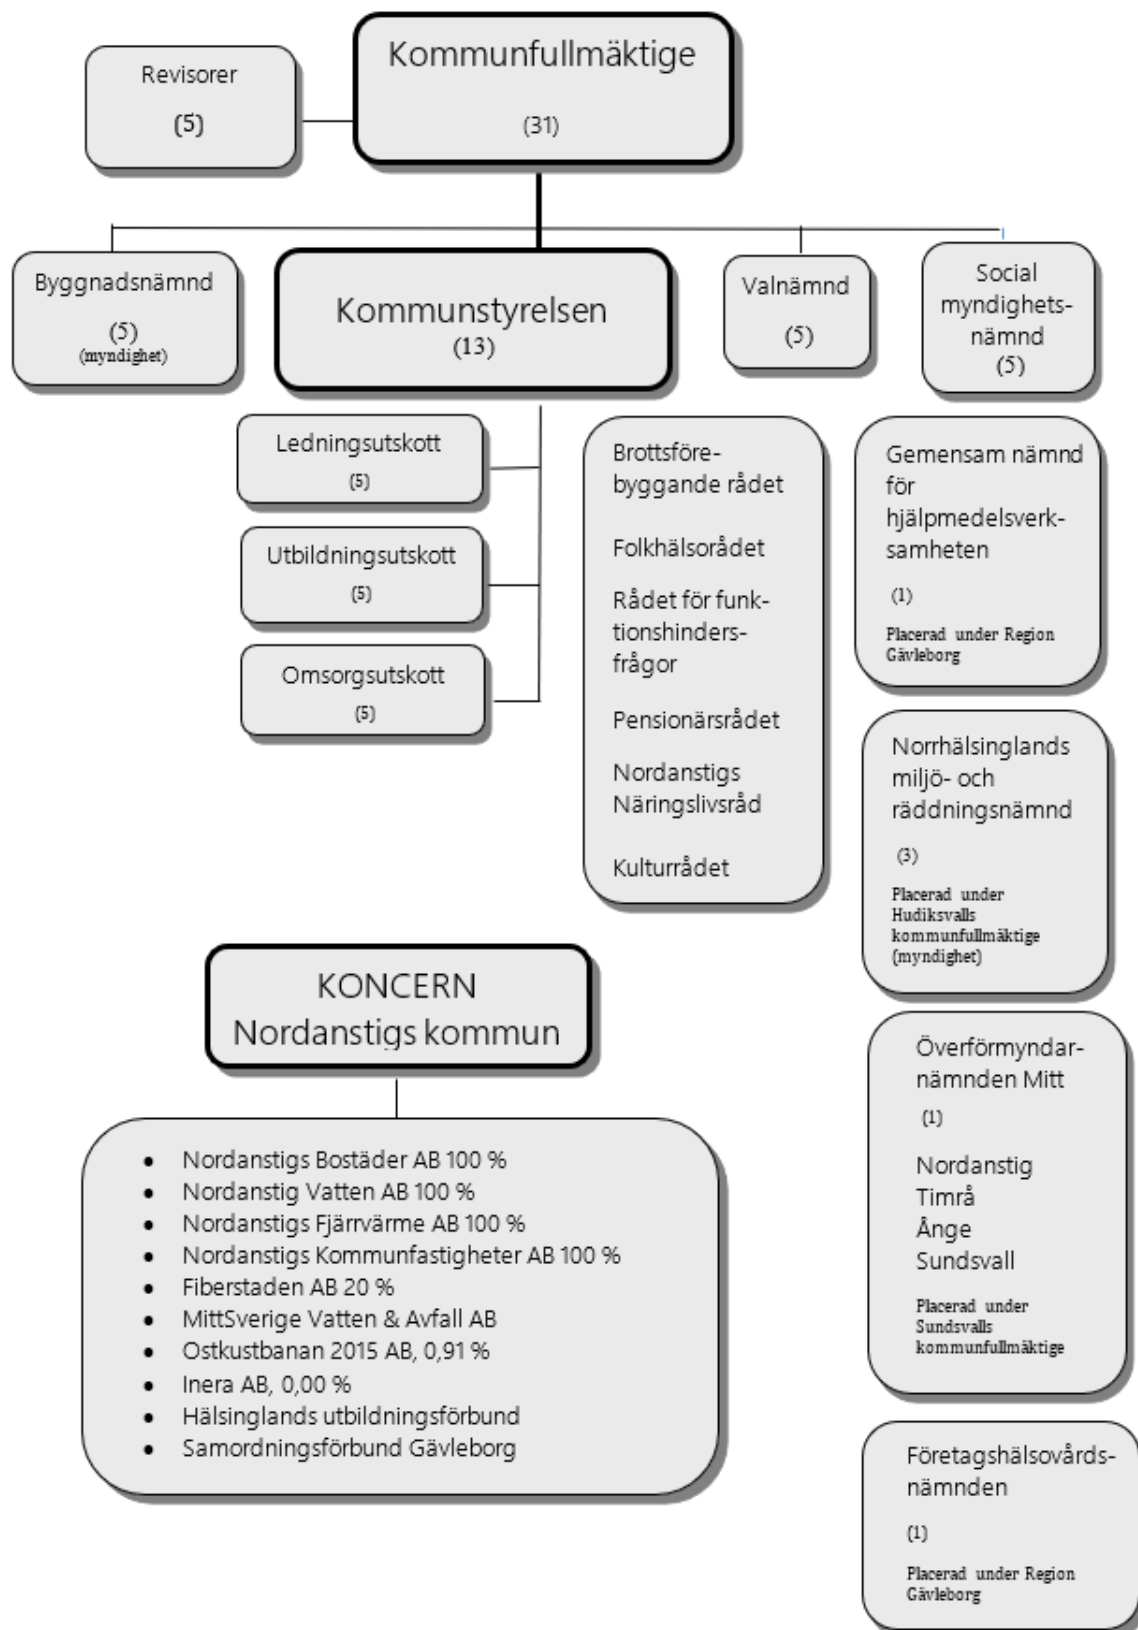 Kommunfullmäktige
(31)
Revisorer
(5)
Byggnadsnämnd
(5)
(myndighet)
Kommunstyrelsen
(13)
Valnämnd
(5)
Social
myndighets-
nämnd
(5)
Ledningsutskott
(5)
Utbildningsutskott
(5)
Omsorgsutskott
(5)
Brottsföre-
byggande rådet
Folkhälsorådet
Rådet för funk-
tionshinders-
frågor
Pensionärsrådet
Nordanstigs
Näringslivsråd
Kulturrådet
Gemensam nämnd
för
hjälpmedelsverk-
samheten
(1)
Placerad under Region
Gävleborg
Norrhälsinglands
miljö- och
räddningsnämnd
(3)
Placerad under
Hudiksvalls
kommunfullmäktige
(myndighet)
Överförmyndar-
nämnden Mitt
(1)
Nordanstig
Timrå
Ånge
Sundsvall
Placerad under
Sundsvalls
kommunfullmäktige
Företagshälsovårds-
nämnden
(1)
Placerad under Region
Gävleborg
KONCERN
Nordanstigs kommun
• Nordanstigs Bostäder AB 100 %
• Nordanstig Vatten AB 100 %
• Nordanstigs Fjärrvärme AB 100 %
• Nordanstigs Kommunfastigheter AB 100 %
• Fiberstaden AB 20 %
• MittSverige Vatten & Avfall AB
• Ostkustbanan 2015 AB, 0,91 %
• Inera AB, 0,00 %
• Hälsinglands utbildningsförbund
• Samordningsförbund Gävleborg